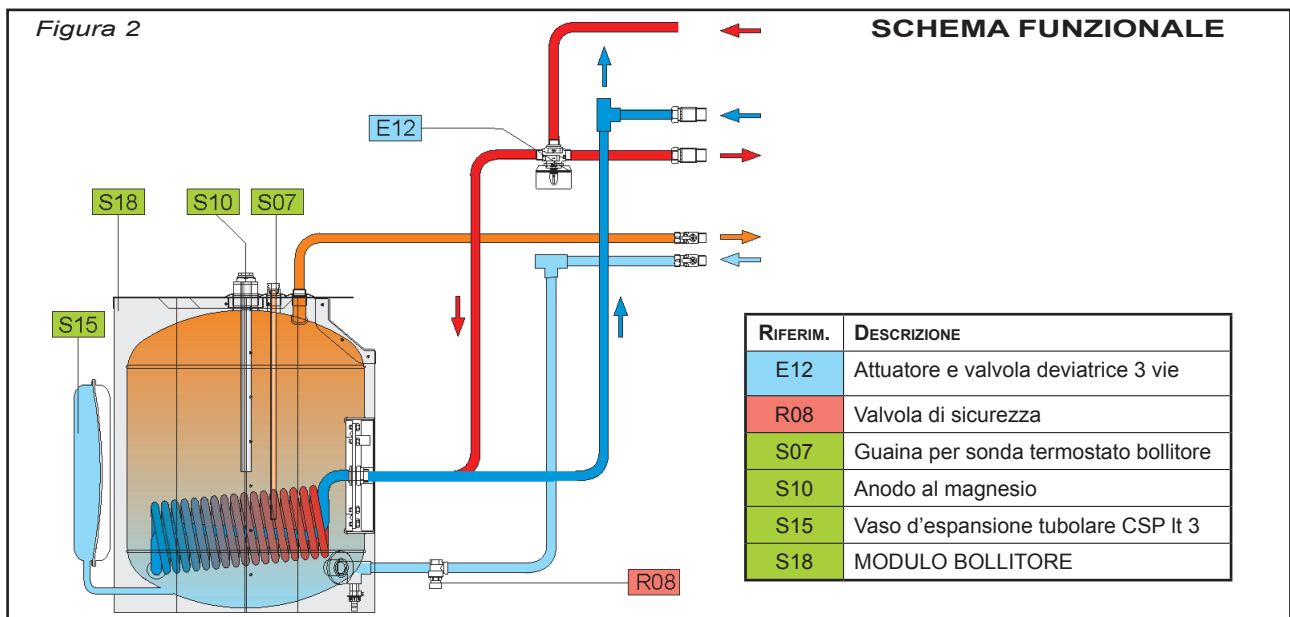 Figura 2
SCHEMA FUNZIONALE
E12
S18
S10
S07
S15
R08
RIFERIM. DESCRIZIONE
E12 Attuatore e valvola deviatrice 3 vie
R08 Valvola di sicurezza
S07 Guaina per sonda termostato bollitore
S10 Anodo al magnesio
S15 Vaso d'espansione tubolare CSP lt 3
S18 MODULO BOLLITORE